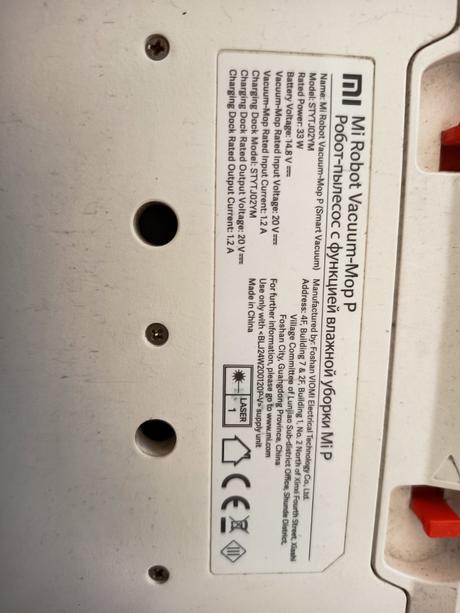 mi Mi Robot Vacuum-Mop P
Робот-пылесос с функцией влажной уборки Mi P
Name: Mi Robot Vacuum-Mop P (Smart Vacuum)
Model: STYTJ02YM
Rated Power: 33 W
Battery Voltage: 14.8 V
Vacuum-Mop Rated Input Voltage: 20 V
Vacuum-Mop Rated Input Current: 1.2 A
Charging Dock Model: STYTJ02YM
Charging Dock Rated Output Voltage: 20 V
Charging Dock Rated Output Current: 1.2 A
Manufactured by: Foshan VIOMI Electrical Technology Co., Ltd.
Address: 4F, Building 7 & 2F, Building 1, No. 2 North of Xinxi Fourth Street, Xiashi
Village Committee of Lunjiao Sub-district Office, Shunde District,
Foshan City, Guangdong Province, China
For further information, please go to www.mi.com
Use only with <BLJ24W200120P-V> supply unit
Made in China
LASER
1
CE